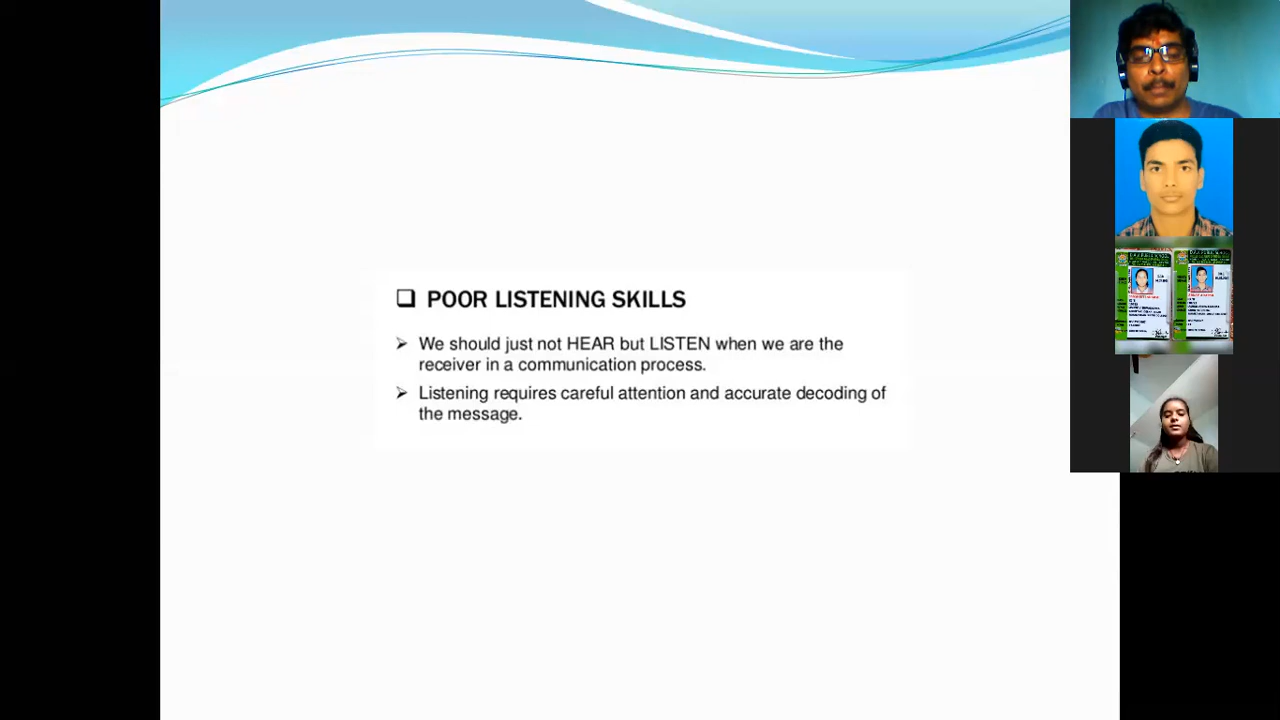 POOR LISTENING SKILLS
We should just not HEAR but LISTEN when we are the
receiver in a communication process.
Listening requires careful attention and accurate decoding of
the message.